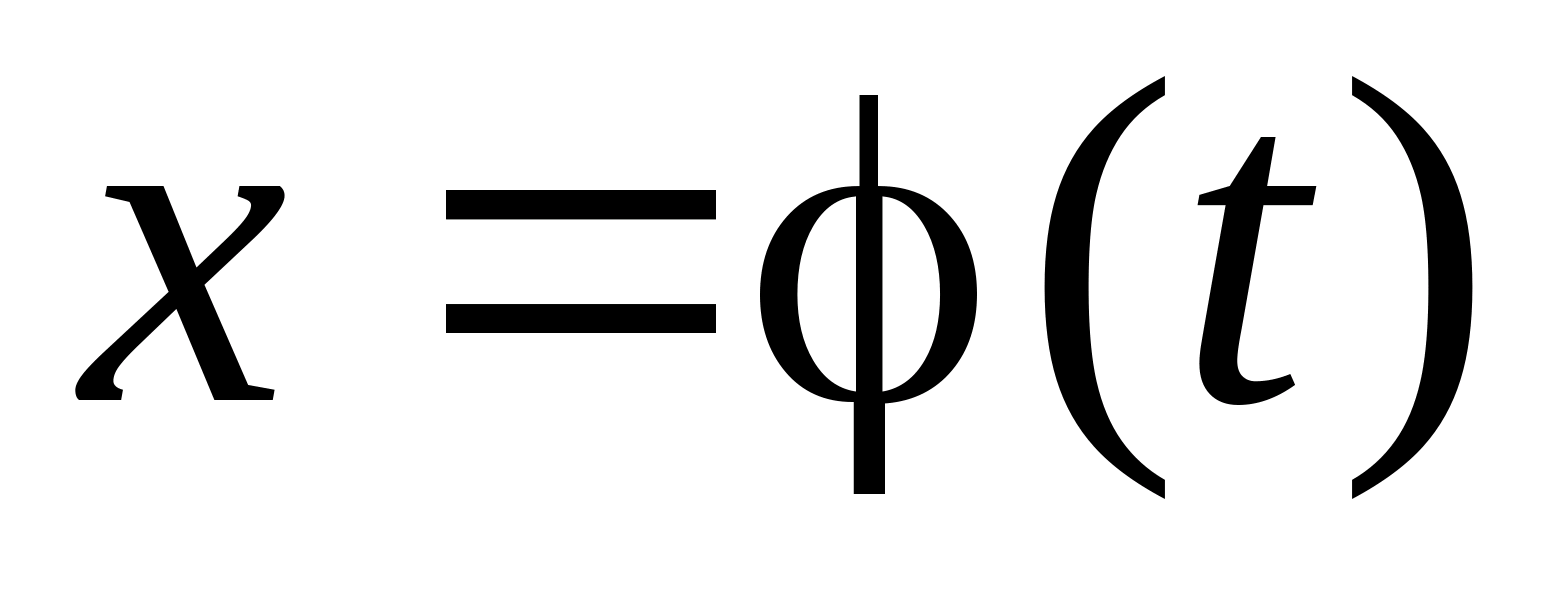 x = ϕ(t)